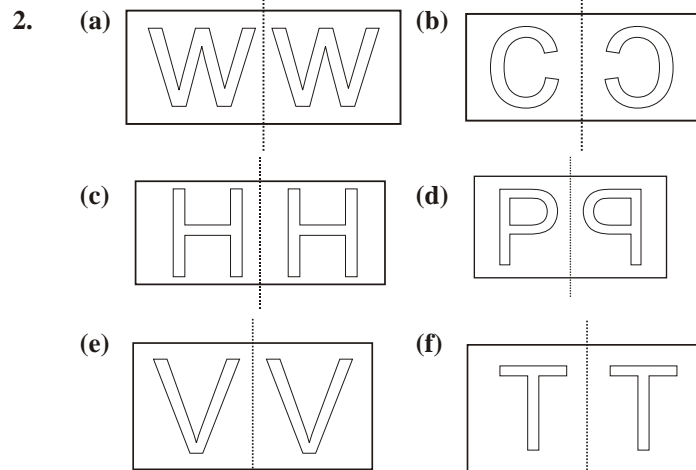 2. (a) W W (b) C Ɔ
(c) H H (d) P ꟼ
(e) V V (f) T T